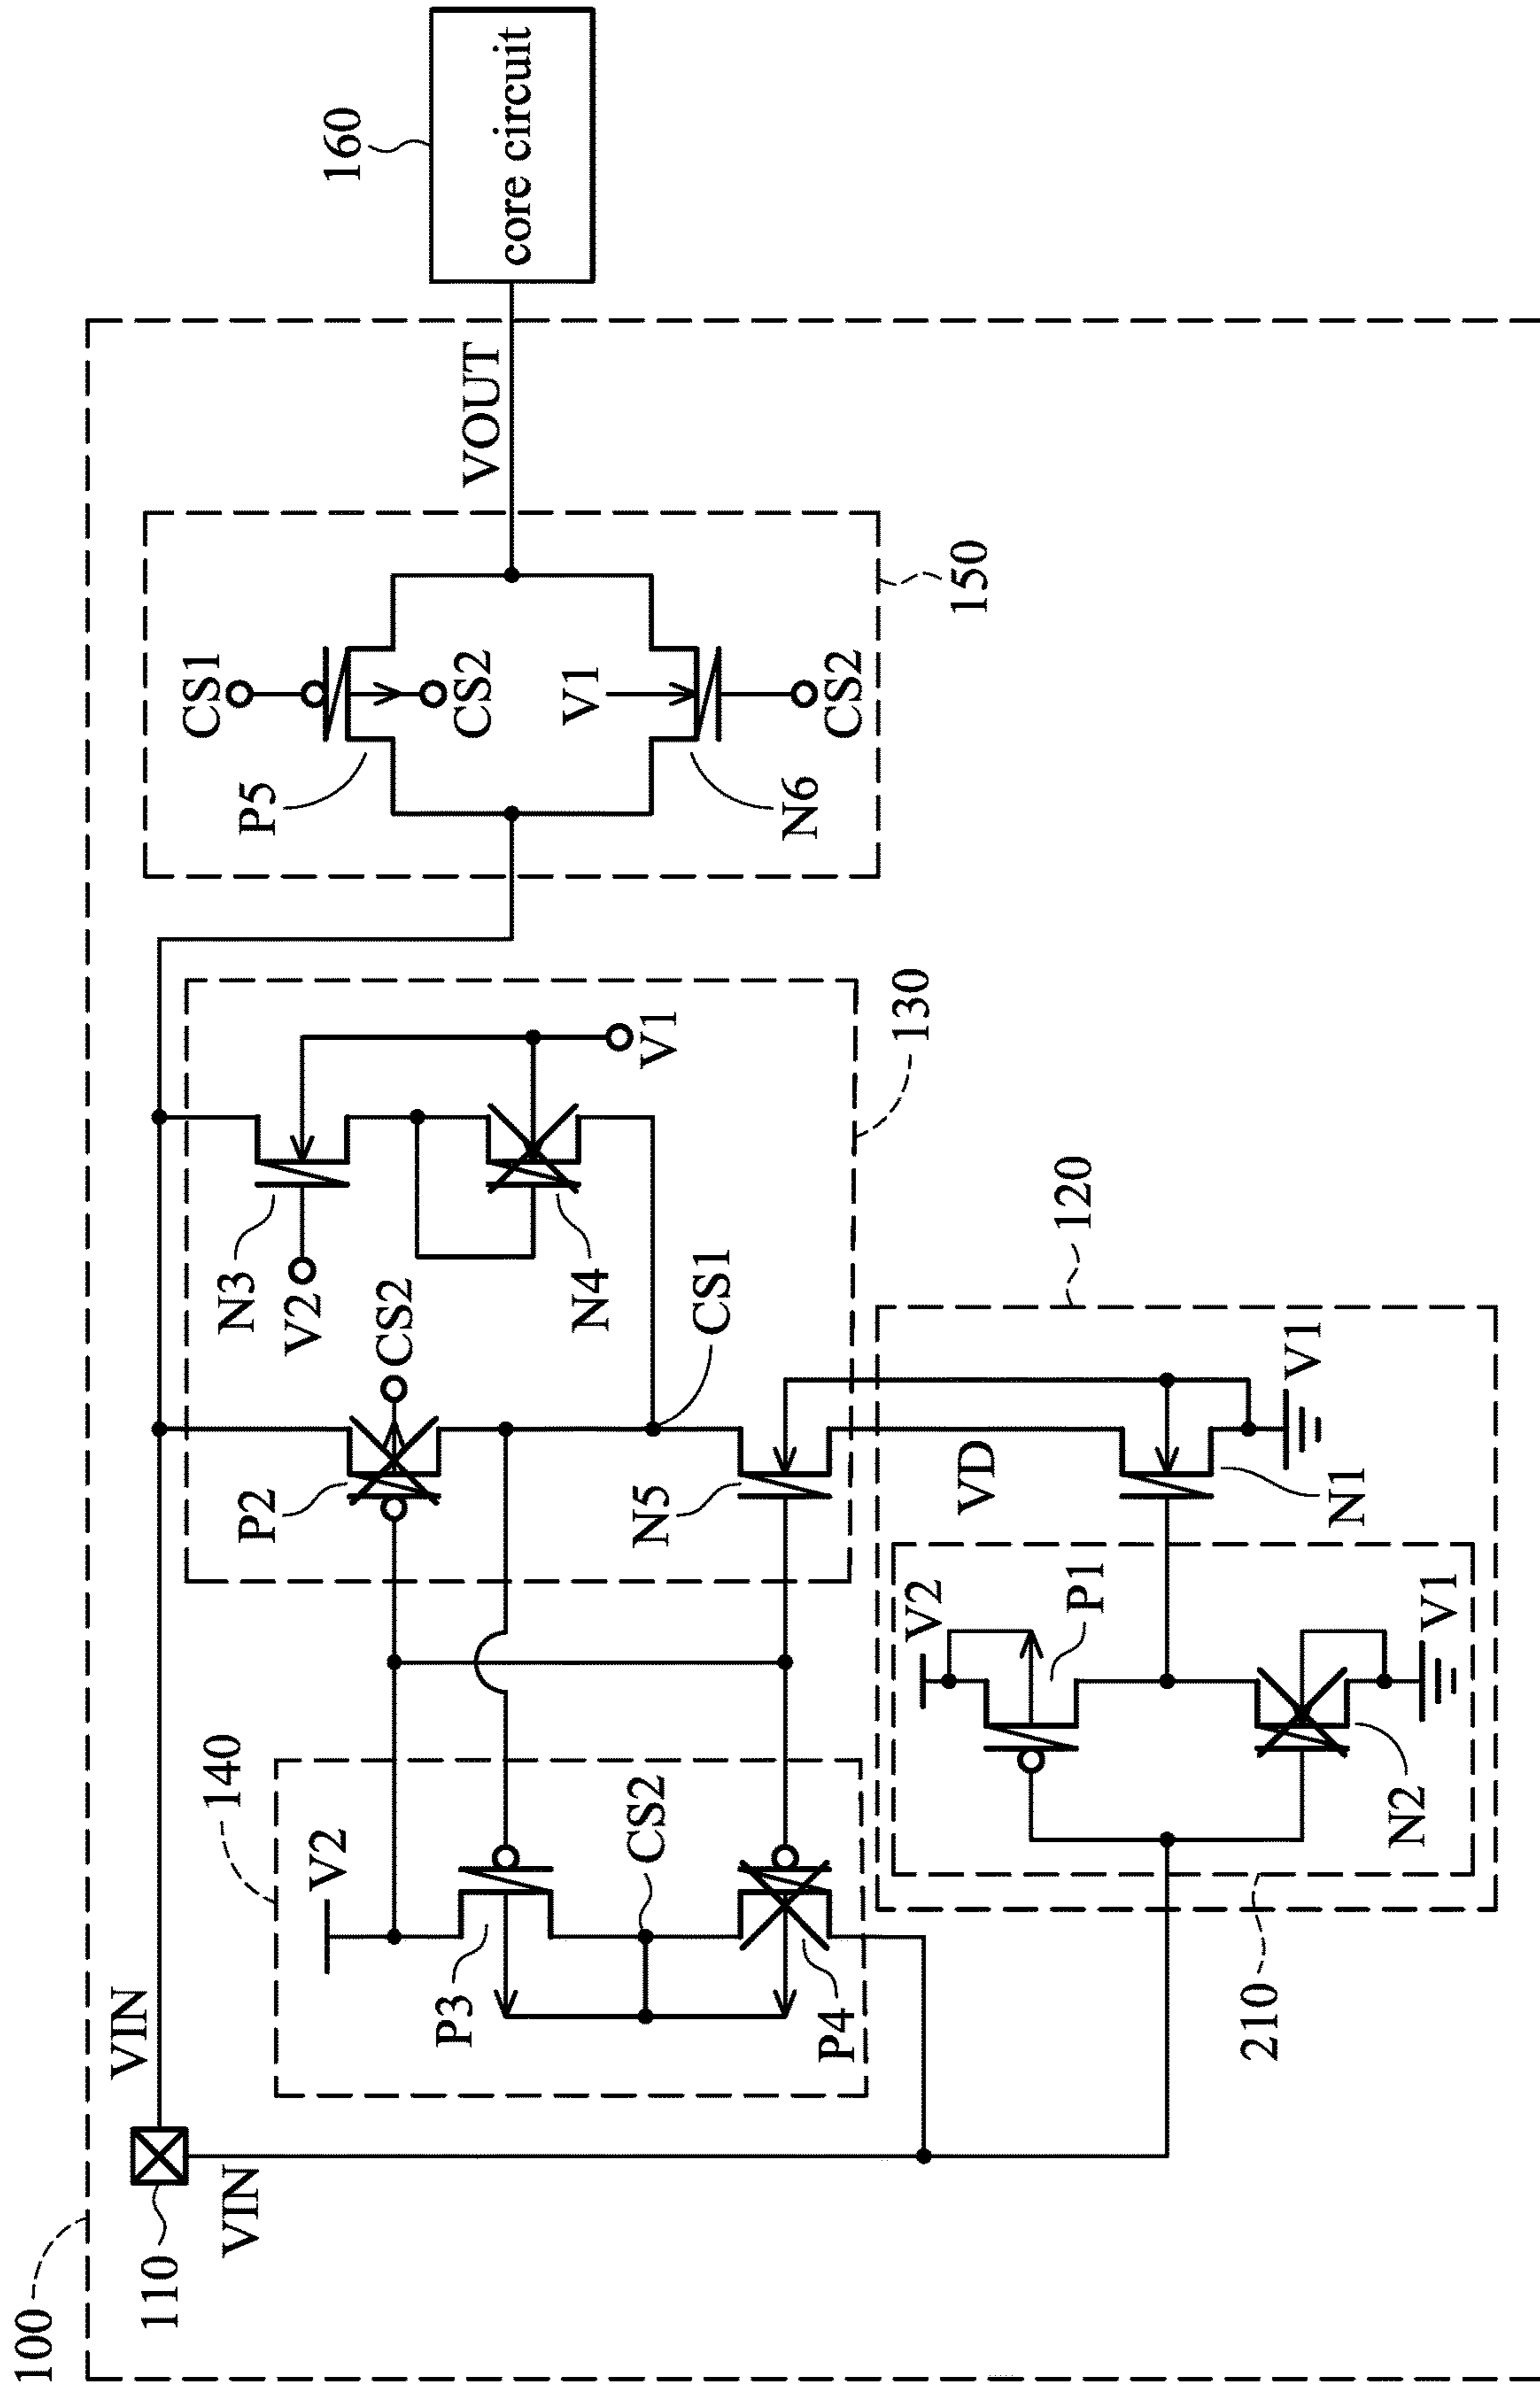 100
110
VIN
VIN
140
V2
P3
CS2
P4
P2
CS2
N3
V2
N4
V1
CS1
N5
130
VD
120
V2
P1
N2
V1
N1
V1
210
CS1
P5
CS2
V1
N6
CS2
150
VOUT
160
core circuit